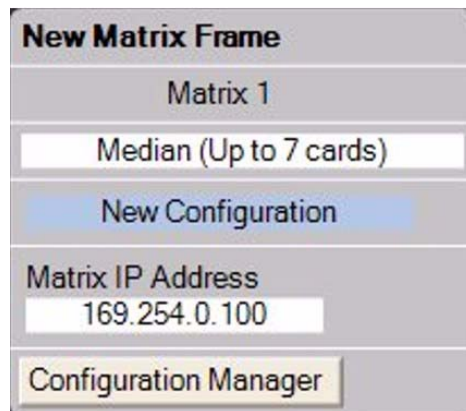 New Matrix Frame
Matrix 1
Median (Up to 7 cards)
New Configuration
Matrix IP Address
169.254.0.100
Configuration Manager